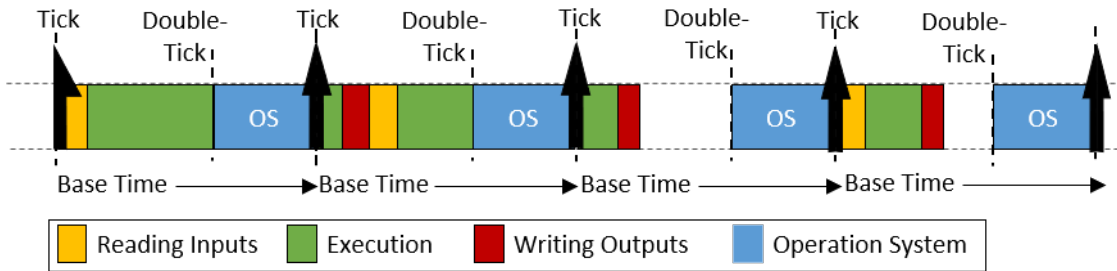 Tick
Double-
Tick
Tick
Double-
Tick
Tick
Double-
Tick
Tick
Double-
Tick
OS
OS
OS
OS
Base Time
Base Time
Base Time
Base Time
Reading Inputs
Execution
Writing Outputs
Operation System